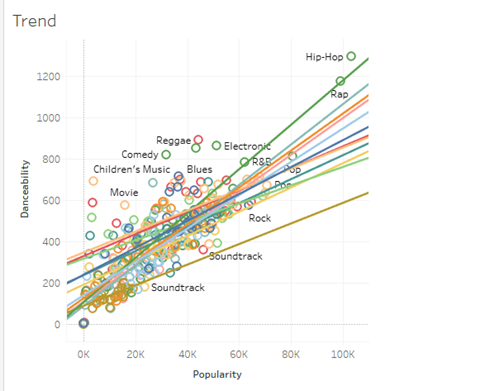 Trend
Hip-Hop
1200
Rap
1000
Reggae
Electronic
Comedy
800
R&B
Children's Music
Blues
Pop
Movie
Pop
600
Rock
400
Soundtrack
200
Soundtrack
0
Danceability
0K
20K
40K
60K
80K
100K
Popularity